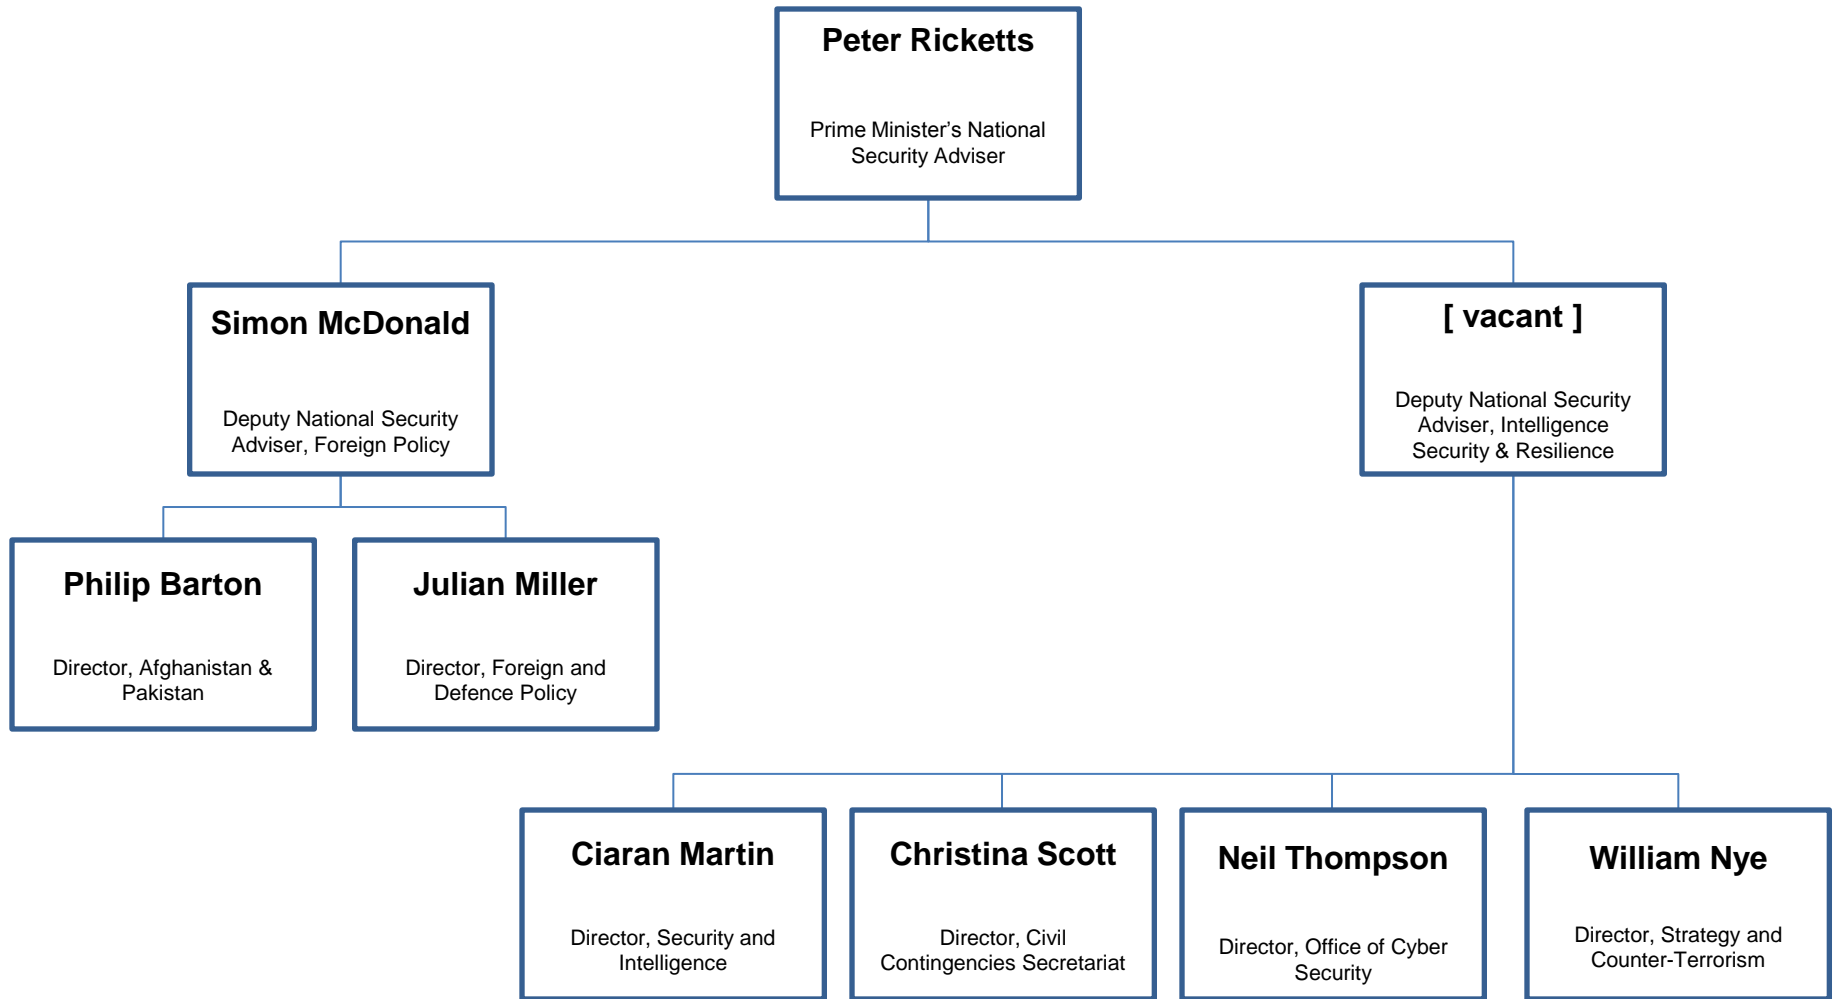 Peter Ricketts
Prime Minister’s National
Security Adviser
Simon McDonald
Deputy National Security
Adviser, Foreign Policy
[ vacant ]
Deputy National Security
Adviser, Intelligence
Security & Resilience
Philip Barton
Director, Afghanistan &
Pakistan
Julian Miller
Director, Foreign and
Defence Policy
Ciaran Martin
Director, Security and
Intelligence
Christina Scott
Director, Civil
Contingencies Secretariat
Neil Thompson
Director, Office of Cyber
Security
William Nye
Director, Strategy and
Counter-Terrorism